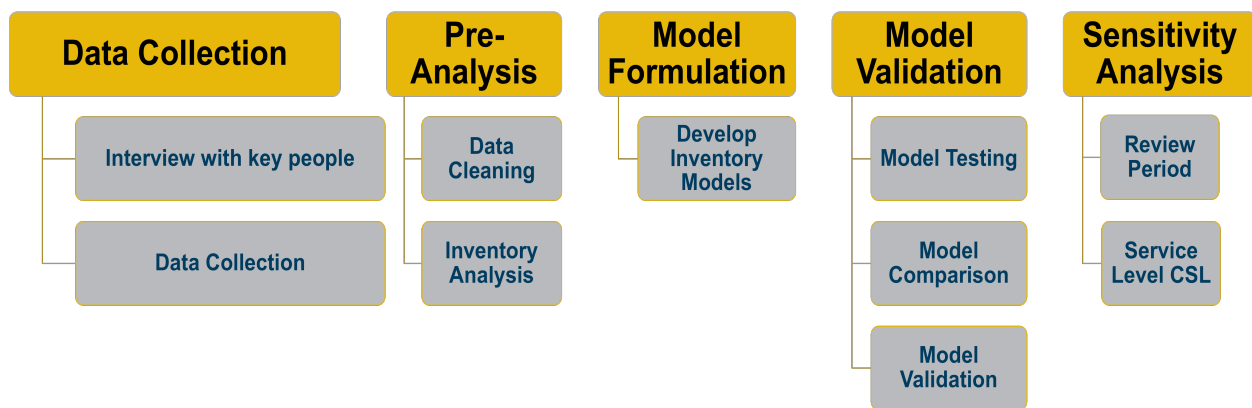 Data Collection
Interview with key people
Data Collection
Pre-
Analysis
Data
Cleaning
Inventory
Analysis
Model
Formulation
Develop
Inventory
Models
Model
Validation
Model Testing
Model
Comparison
Model
Validation
Sensitivity
Analysis
Review
Period
Service
Level CSL